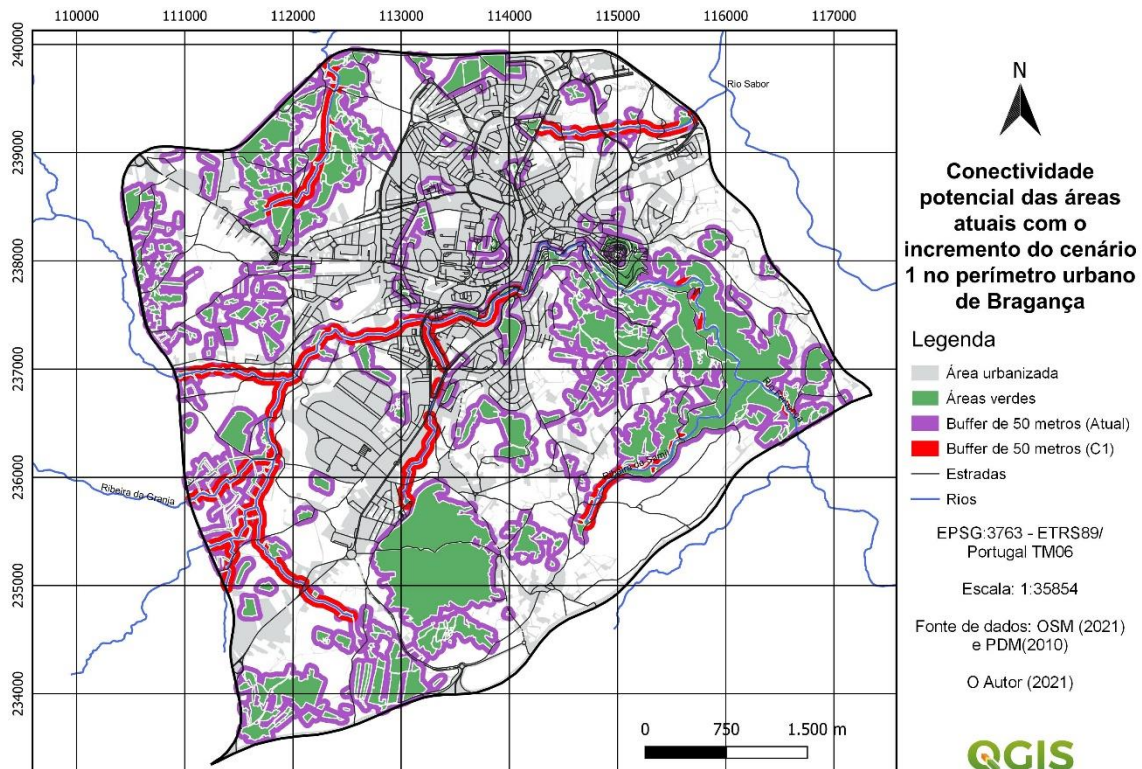 110000 111000 112000 113000 114000 115000 116000 117000
240000
239000
238000
237000
236000
235000
234000
Rio Sabor
Ribeira da Granja
N
Conectividade
potencial das áreas
atuais com o
incremento do cenário
1 no perímetro urbano
de Bragança
Legenda
Área urbanizada
Áreas verdes
Buffer de 50 metros (Atual)
Buffer de 50 metros (C1)
Estradas
Rios
EPSG:3763 - ETRS89/
Portugal TM06
Escala: 1:35854
Fonte de dados: OSM (2021)
e PDM(2010)
O Autor (2021)
0 750 1.500 m
QGIS